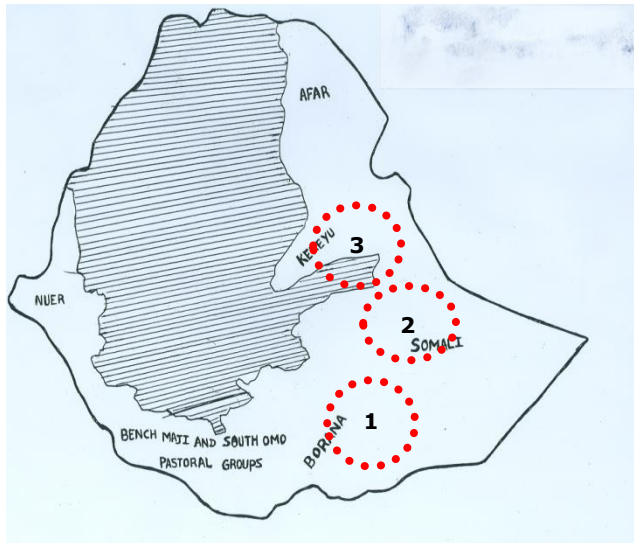 AFAR
KEREYU
3
NUER
2
SOMALI
1
BORANA
BENCH MAJI AND SOUTH OMO
PASTORAL GROUPS